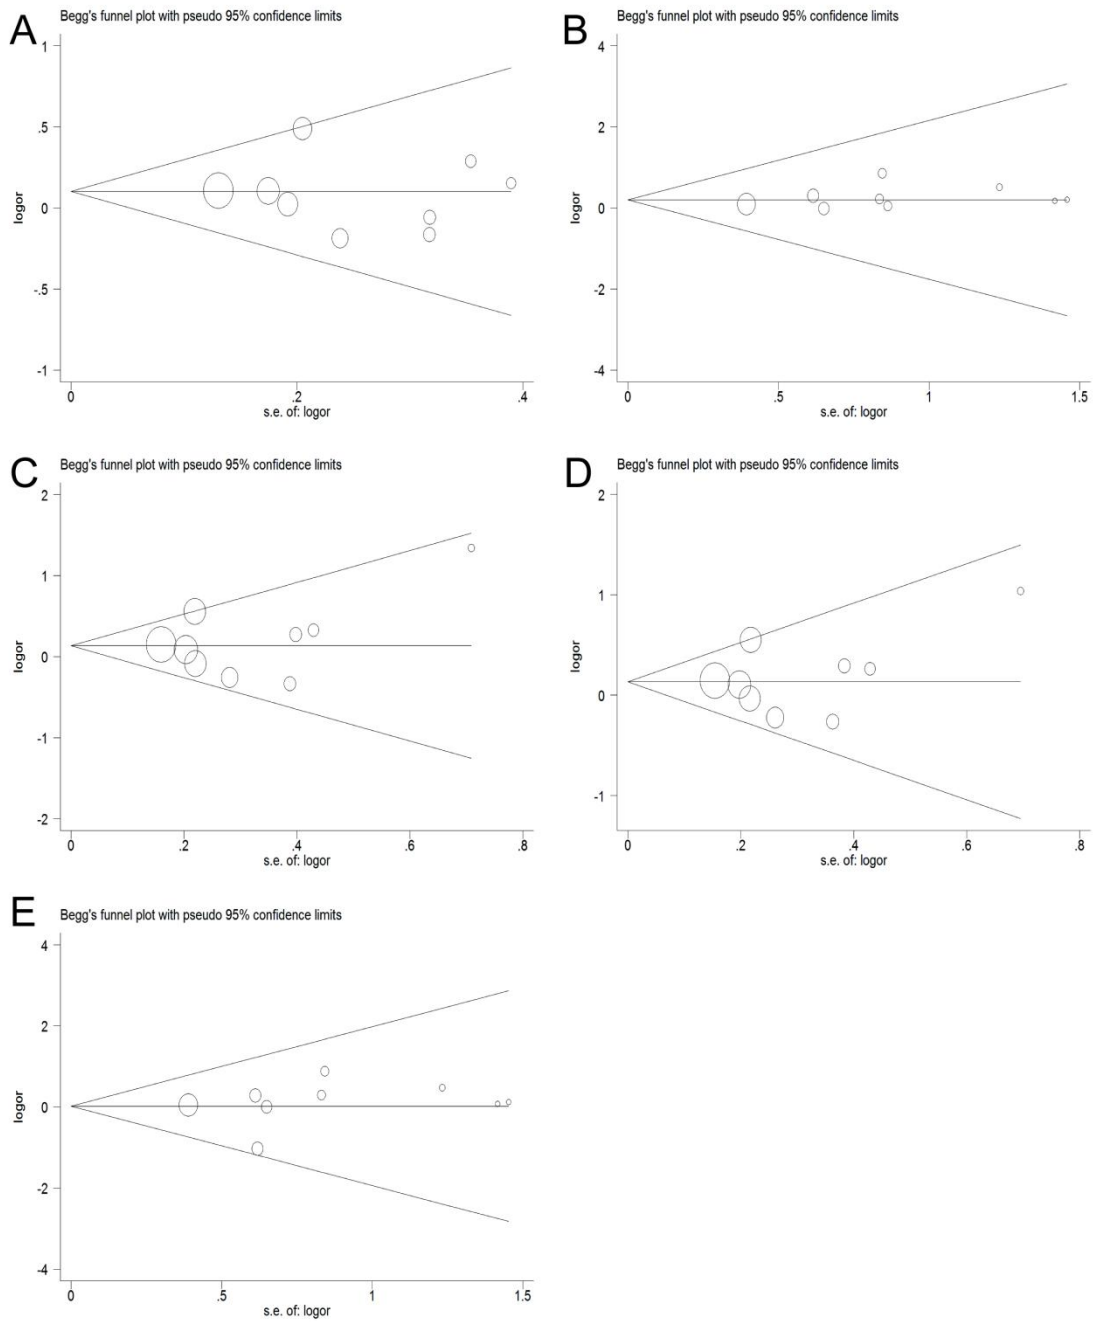 A
Begg's funnel plot with pseudo 95% confidence limits
1
.5
0
-.5
-1
logor
0
.2
.4
s.e. of: logor
B
Begg's funnel plot with pseudo 95% confidence limits
4
2
0
-2
-4
logor
0
.5
1
1.5
s.e. of: logor
C
Begg's funnel plot with pseudo 95% confidence limits
2
1
0
-1
-2
logor
0
.2
.4
.6
.8
s.e. of: logor
D
Begg's funnel plot with pseudo 95% confidence limits
2
1
0
-1
logor
0
.2
.4
.6
.8
s.e. of: logor
E
Begg's funnel plot with pseudo 95% confidence limits
4
2
0
-2
-4
logor
0
.5
1
1.5
s.e. of: logor